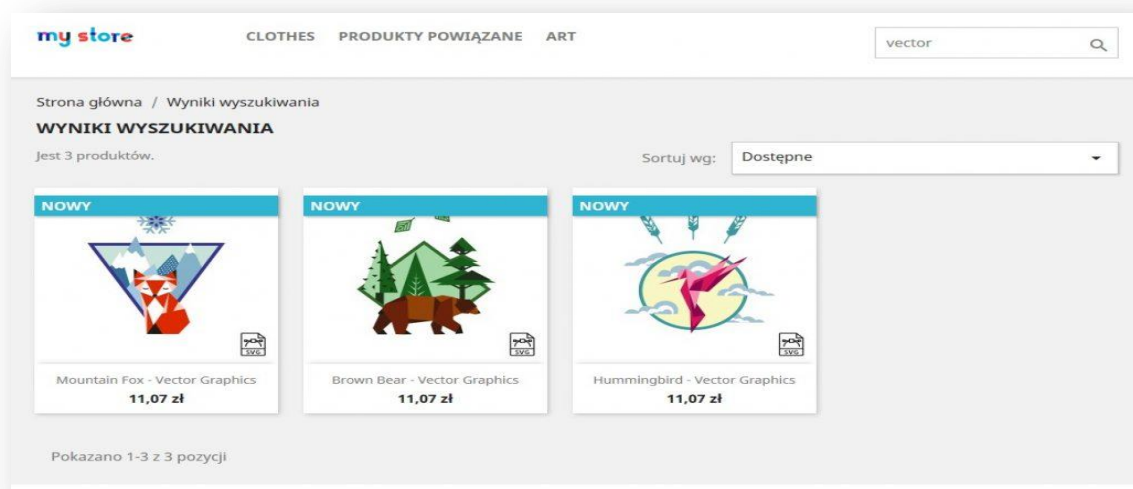 my store CLOTHES PRODUKTY POWIĄZANE ART vector
Strona główna / Wyniki wyszukiwania
WYNIKI WYSZUKIWANIA
Jest 3 produktów. Sortuj wg: Dostępne
NOWY NOWY NOWY
SVG SVG SVG
Mountain Fox - Vector Graphics Brown Bear - Vector Graphics Hummingbird - Vector Graphics
11,07 zł 11,07 zł 11,07 zł
Pokazano 1-3 z 3 pozycji